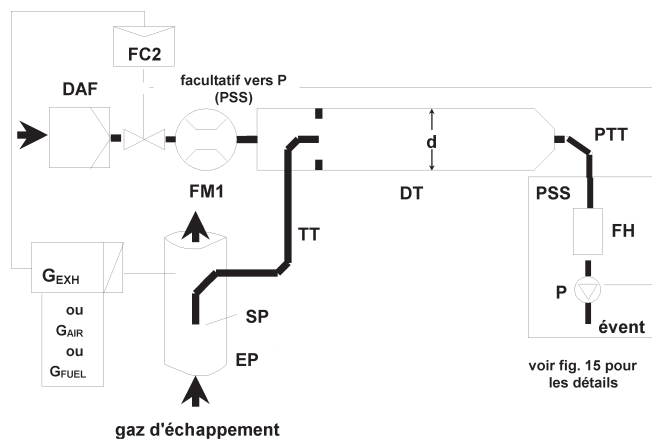 FC2
DAF
facultatif vers P
(PSS)
d
PTT
FM1
DT
PSS
TT
FH
GEXH
ou
GAIR
ou
GFUEL
SP
P
évent
EP
voir fig. 15 pour
les détails
gaz d'échappement